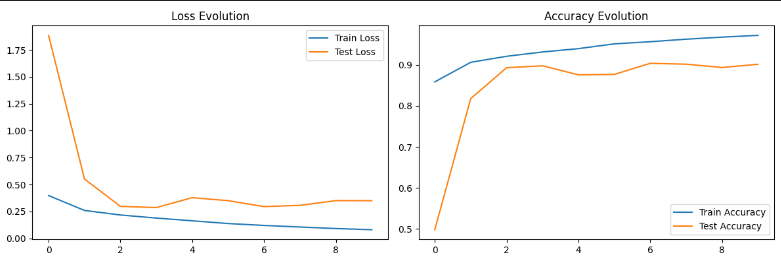 Loss Evolution
Train Loss
Test Loss
1.75
1.50
1.25
1.00
0.75
0.50
0.25
0.00
0 2 4 6 8
Accuracy Evolution
0.9
0.8
0.7
0.6
0.5
Train Accuracy
Test Accuracy
0 2 4 6 8